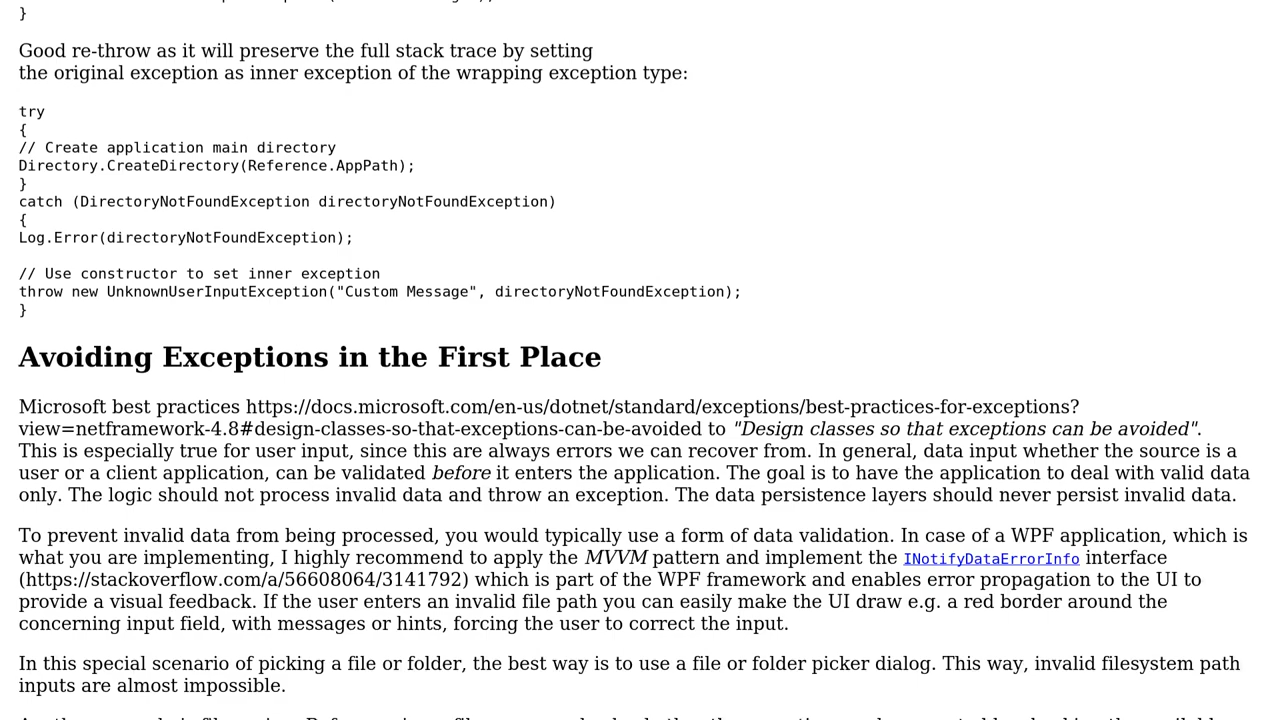 }
Good re-throw as it will preserve the full stack trace by setting
the original exception as inner exception of the wrapping exception type:
try
{
// Create application main directory
Directory.CreateDirectory(Reference.AppPath);
}
catch (DirectoryNotFoundException directoryNotFoundException)
{
Log.Error(directoryNotFoundException);
// Use constructor to set inner exception
throw new UnknownUserInputException("Custom Message", directoryNotFoundException);
}
Avoiding Exceptions in the First Place
Microsoft best practices https://docs.microsoft.com/en-us/dotnet/standard/exceptions/best-practices-for-exceptions?
view=netframework-4.8#design-classes-so-that-exceptions-can-be-avoided to "Design classes so that exceptions can be avoided".
This is especially true for user input, since this are always errors we can recover from. In general, data input whether the source is a
user or a client application, can be validated before it enters the application. The goal is to have the application to deal with valid data
only. The logic should not process invalid data and throw an exception. The data persistence layers should never persist invalid data.
To prevent invalid data from being processed, you would typically use a form of data validation. In case of a WPF application, which is
what you are implementing, I highly recommend to apply the MVVM pattern and implement the INotifyDataErrorInfo interface
(https://stackoverflow.com/a/56608064/3141792) which is part of the WPF framework and enables error propagation to the UI to
provide a visual feedback. If the user enters an invalid file path you can easily make the UI draw e.g. a red border around the
concerning input field, with messages or hints, forcing the user to correct the input.
In this special scenario of picking a file or folder, the best way is to use a file or folder picker dialog. This way, invalid filesystem path
inputs are almost impossible.